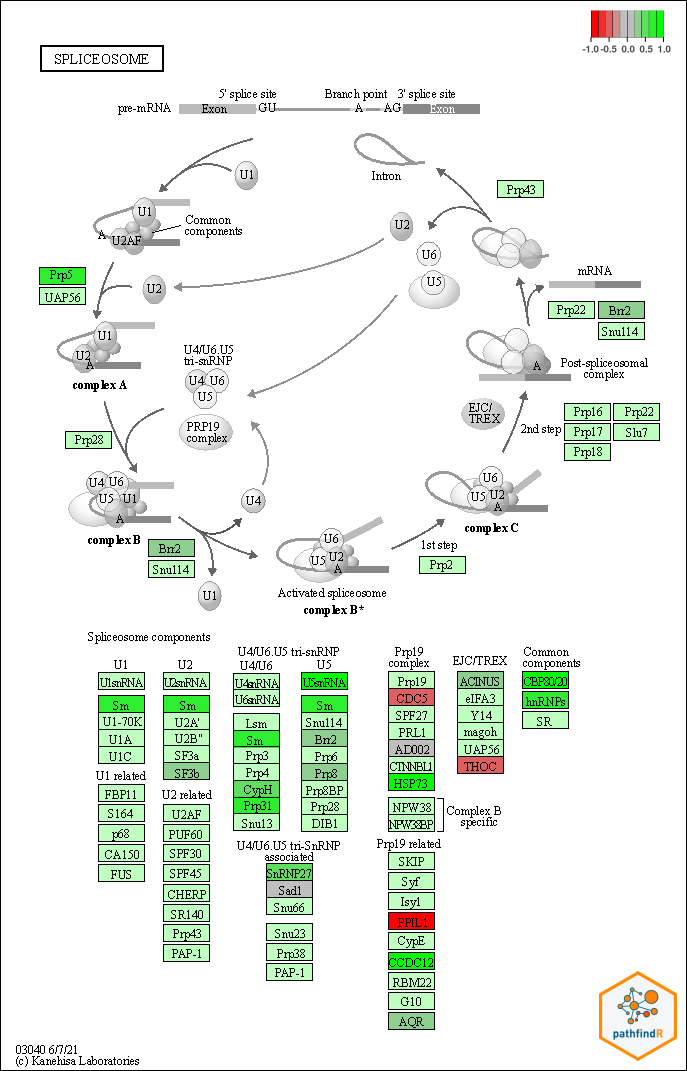 -1.0 -0.5 0.0 0.5 1.0
SPLICEOSOME
5' splice site
Branch point
3' splice site
pre-mRNA
Exon
GU
A
AG
Exon
U1
Intron
Prp43
U1
A
U2AF
Common
components
U2
U6
U5
mRNA
Prp5
UAP56
U2
Prp22
Brr2
Snu114
U1
U2
A
complex A
U4/U6.U5
tri-snRNP
U4
U6
U5
A
Post-spliceosomal
complex
PRP19
complex
EJC/
TREX
2nd step
Prp16
Prp22
Prp17
Slu7
Prp18
Prp28
U4
U6
U5
U1
A
complex B
U4
U6
U5
U2
A
complex C
Brr2
Snu114
U1
U6
U5
U2
A
Activated spliceosome
complex B*
1st step
Prp2
Spliceosome components
U1
U1snRNA
Sm
U1-70K
U1A
U1C
U1 related
FBP11
S164
p68
CA150
FUS
U2
U2snRNA
Sm
U2A'
U2B"
SF3a
SF3b
U2 related
U2AF
PUF60
SPF30
SPF45
CHERP
SR140
Prp43
PAP-1
U4/U6.U5 tri-snRNP
U4/U6
U4snRNA
U6snRNA
Lsm
Sm
Prp3
Prp4
CypH
Prp31
Snu13
U5
U5snRNA
Sm
Snu114
Brr2
Prp6
Prp8
Prp8BP
Prp28
DIB1
U4/U6.U5 tri-SnRNP
associated
SnRNP27
Sad1
Snu66
Snu23
Prp38
PAP-1
Prp19
complex
Prp19
CDC5
SPF27
PRL1
AD002
CTNNBL1
HSP73
NPW38
NPW38BP
Complex B
specific
Prp19 related
SKIP
Syf
Isy1
PPIL1
CypE
CCDC12
RBM22
G10
AQR
EJC/TREX
ACINUS
eIFA3
Y14
magoh
UAP56
THOC
Common
components
CBP80/20
hnRNPs
SR
pathfindR
03040 6/7/21
(c) Kanehisa Laboratories